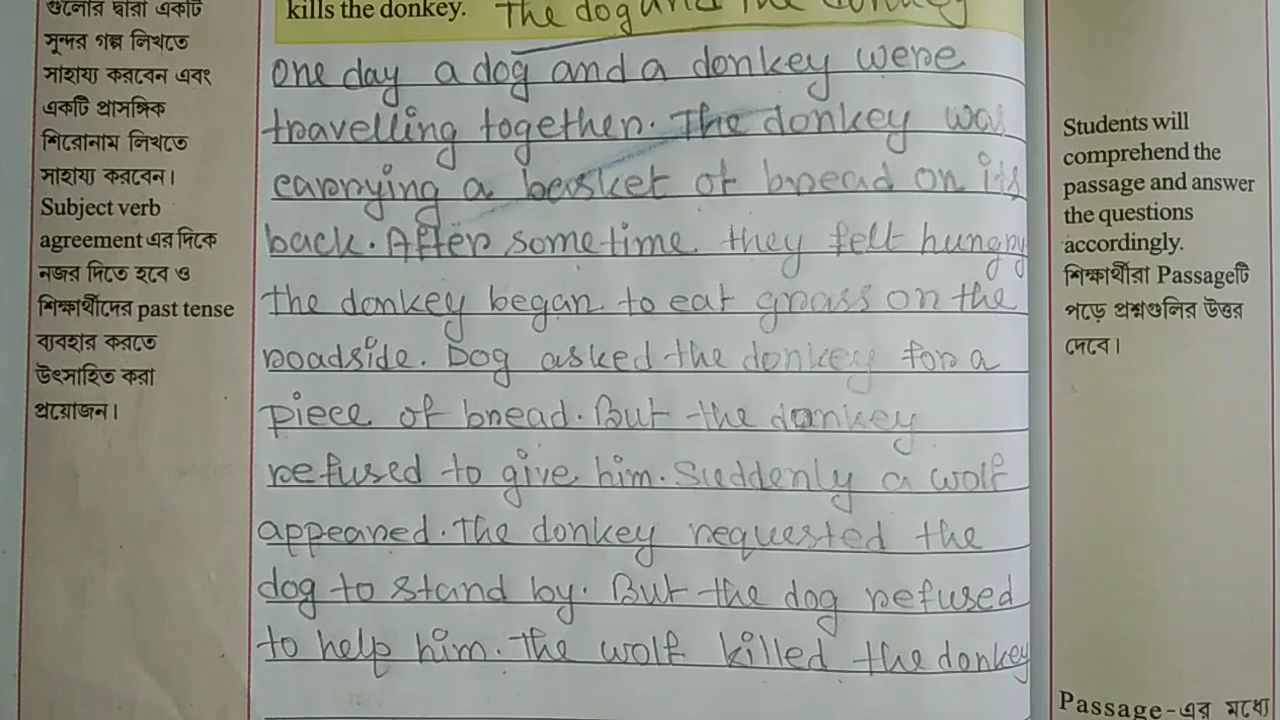 গুলোর দ্বারা একটি
সুন্দর গল্প লিখতে
সাহায্য করবেন এবং
একটি প্রাসঙ্গিক
শিরোনাম লিখতে
সাহায্য করবেন।
Subject verb
agreement এর দিকে
নজর দিতে হবে ও
শিক্ষার্থীদের past tense
ব্যবহার করতে
উৎসাহিত করা
প্রয়োজন।
kills the donkey.
The dog and The donkey
one day a dog and a donkey were
travelling together. The donkey was
carrying a basket of bread on its
back. After sometime they felt hungry
the donkey began to eat grass on the
roadside. Dog asked the donkey for a
piece of bread. But the donkey
refused to give him. Suddenly a wolf
appeared. The donkey requested the
dog to stand by. But the dog refused
to help him. The wolf killed the donkey
Students will
comprehend the
passage and answer
the questions
accordingly.
শিক্ষার্থীরা Passageটি
পড়ে প্রশ্নগুলির উত্তর
দেবে।
Passage-এর মধ্যে